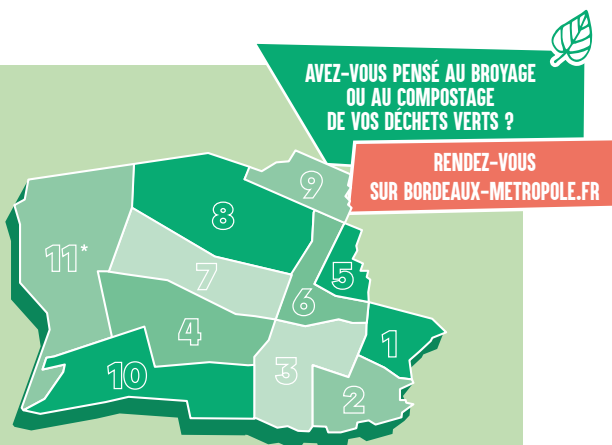 AVEZ-VOUS PENSÉ AU BROYAGE
OU AU COMPOSTAGE
DE VOS DÉCHETS VERTS ?
RENDEZ-VOUS
SUR BORDEAUX-METROPOLE.FR
9
8
11*
7
5
6
4
1
3
10
2